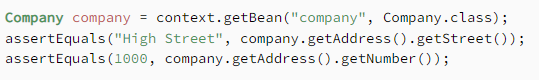 Company company = context.getBean("company", Company.class);
assertEquals("High Street", company.getAddress().getStreet());
assertEquals(1000, company.getAddress().getNumber());